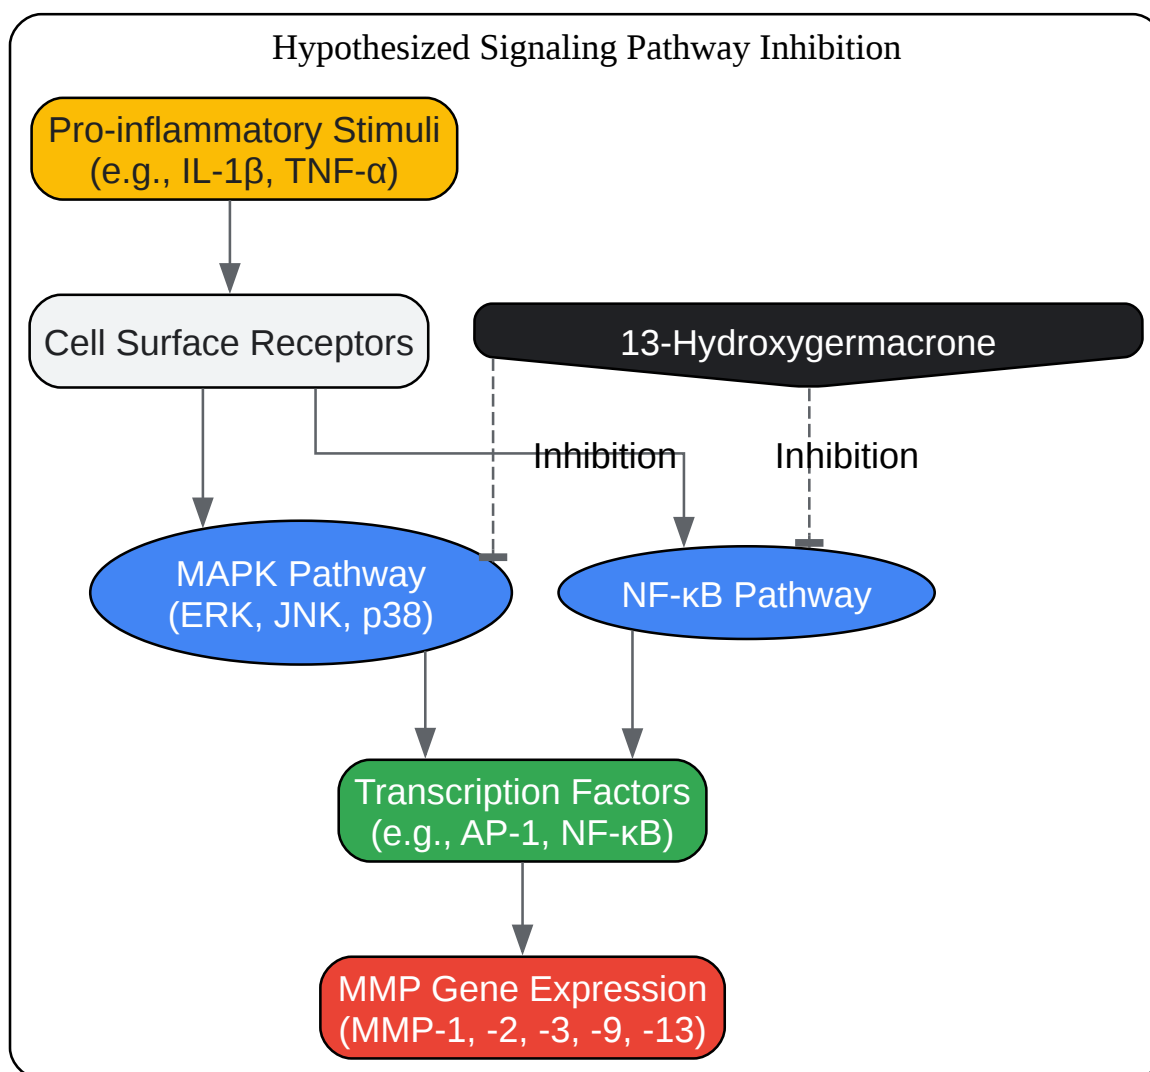 Hypothesized Signaling Pathway Inhibition
Pro-inflammatory Stimuli
(e.g., IL-1β, TNF-α)
Cell Surface Receptors
13-Hydroxygermacrone
Inhibition
Inhibition
MAPK Pathway
(ERK, JNK, p38)
NF-κB Pathway
Transcription Factors
(e.g., AP-1, NF-κB)
MMP Gene Expression
(MMP-1, -2, -3, -9, -13)